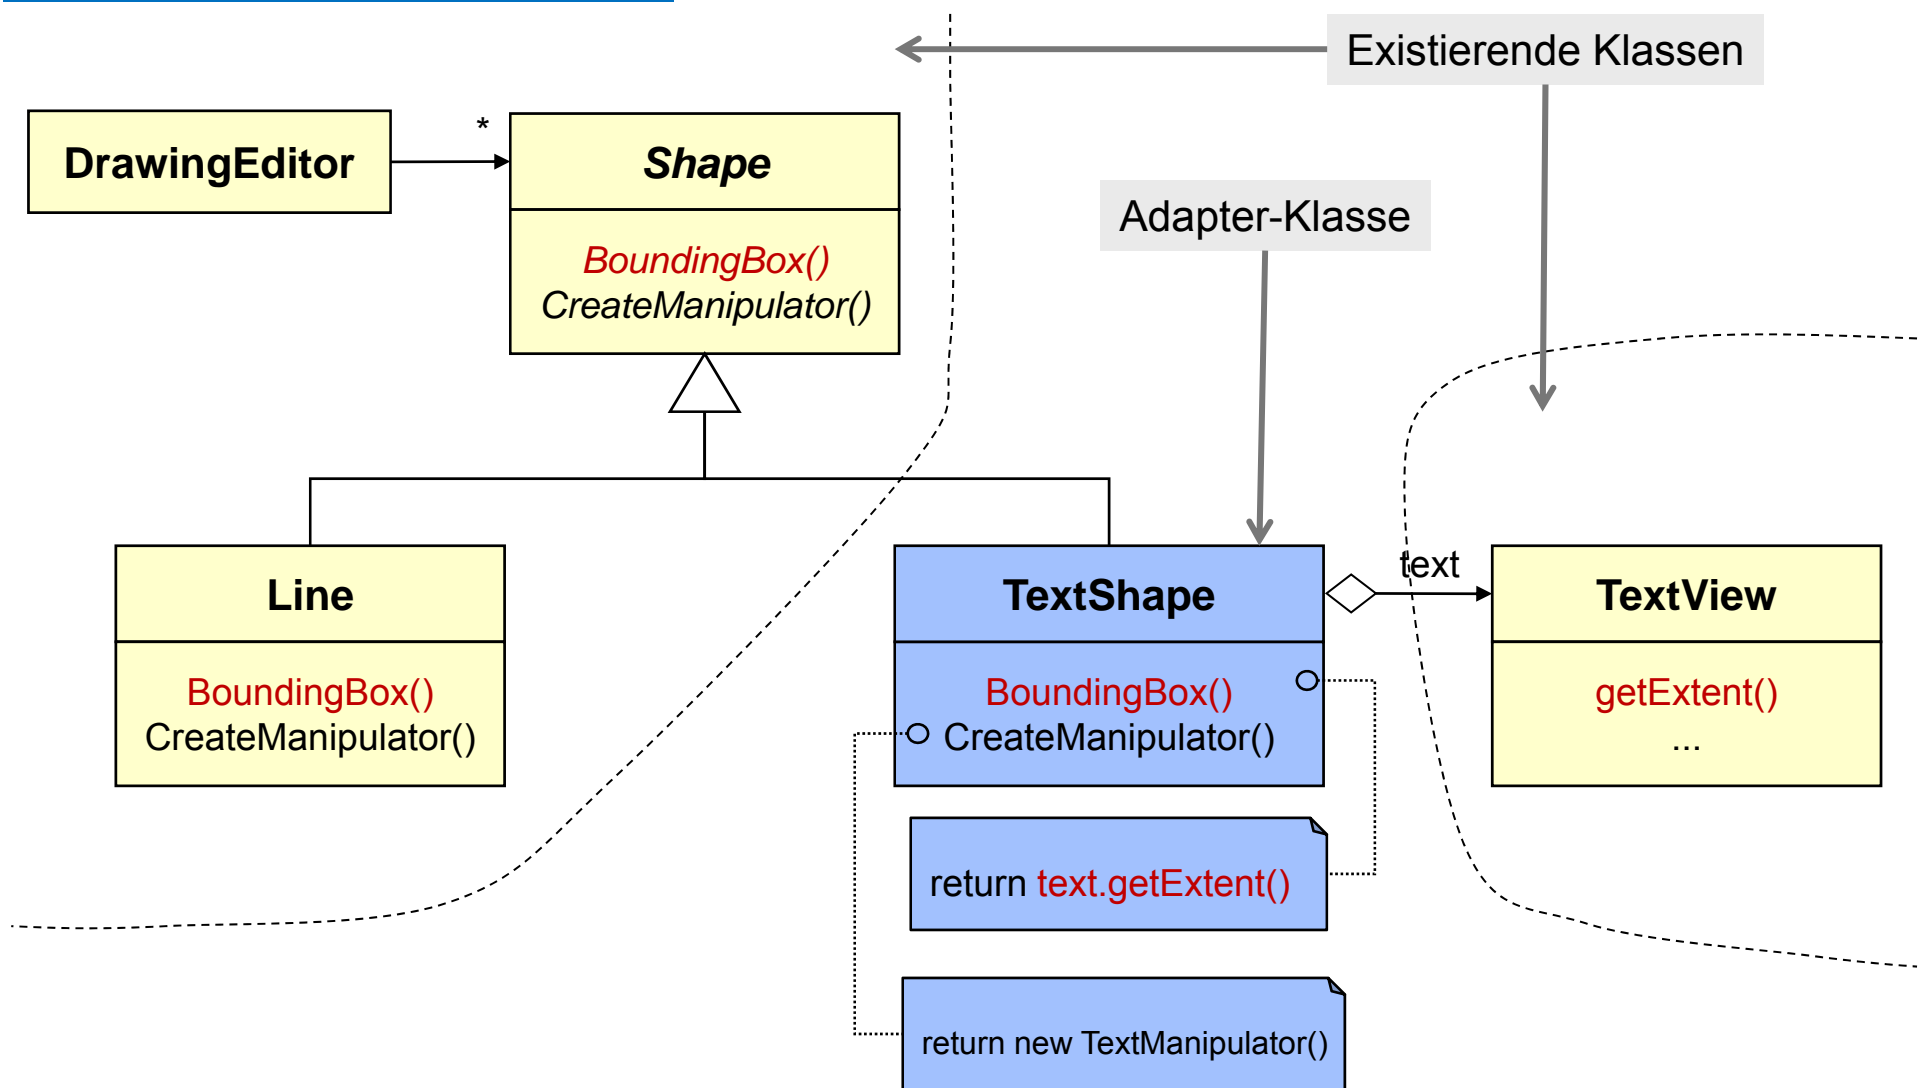 Existierende Klassen
DrawingEditor
*
Shape
BoundingBox()
CreateManipulator()
Adapter-Klasse
Line
BoundingBox()
CreateManipulator()
TextShape
BoundingBox()
CreateManipulator()
text
TextView
getExtent()
...
return text.getExtent()
return new TextManipulator()